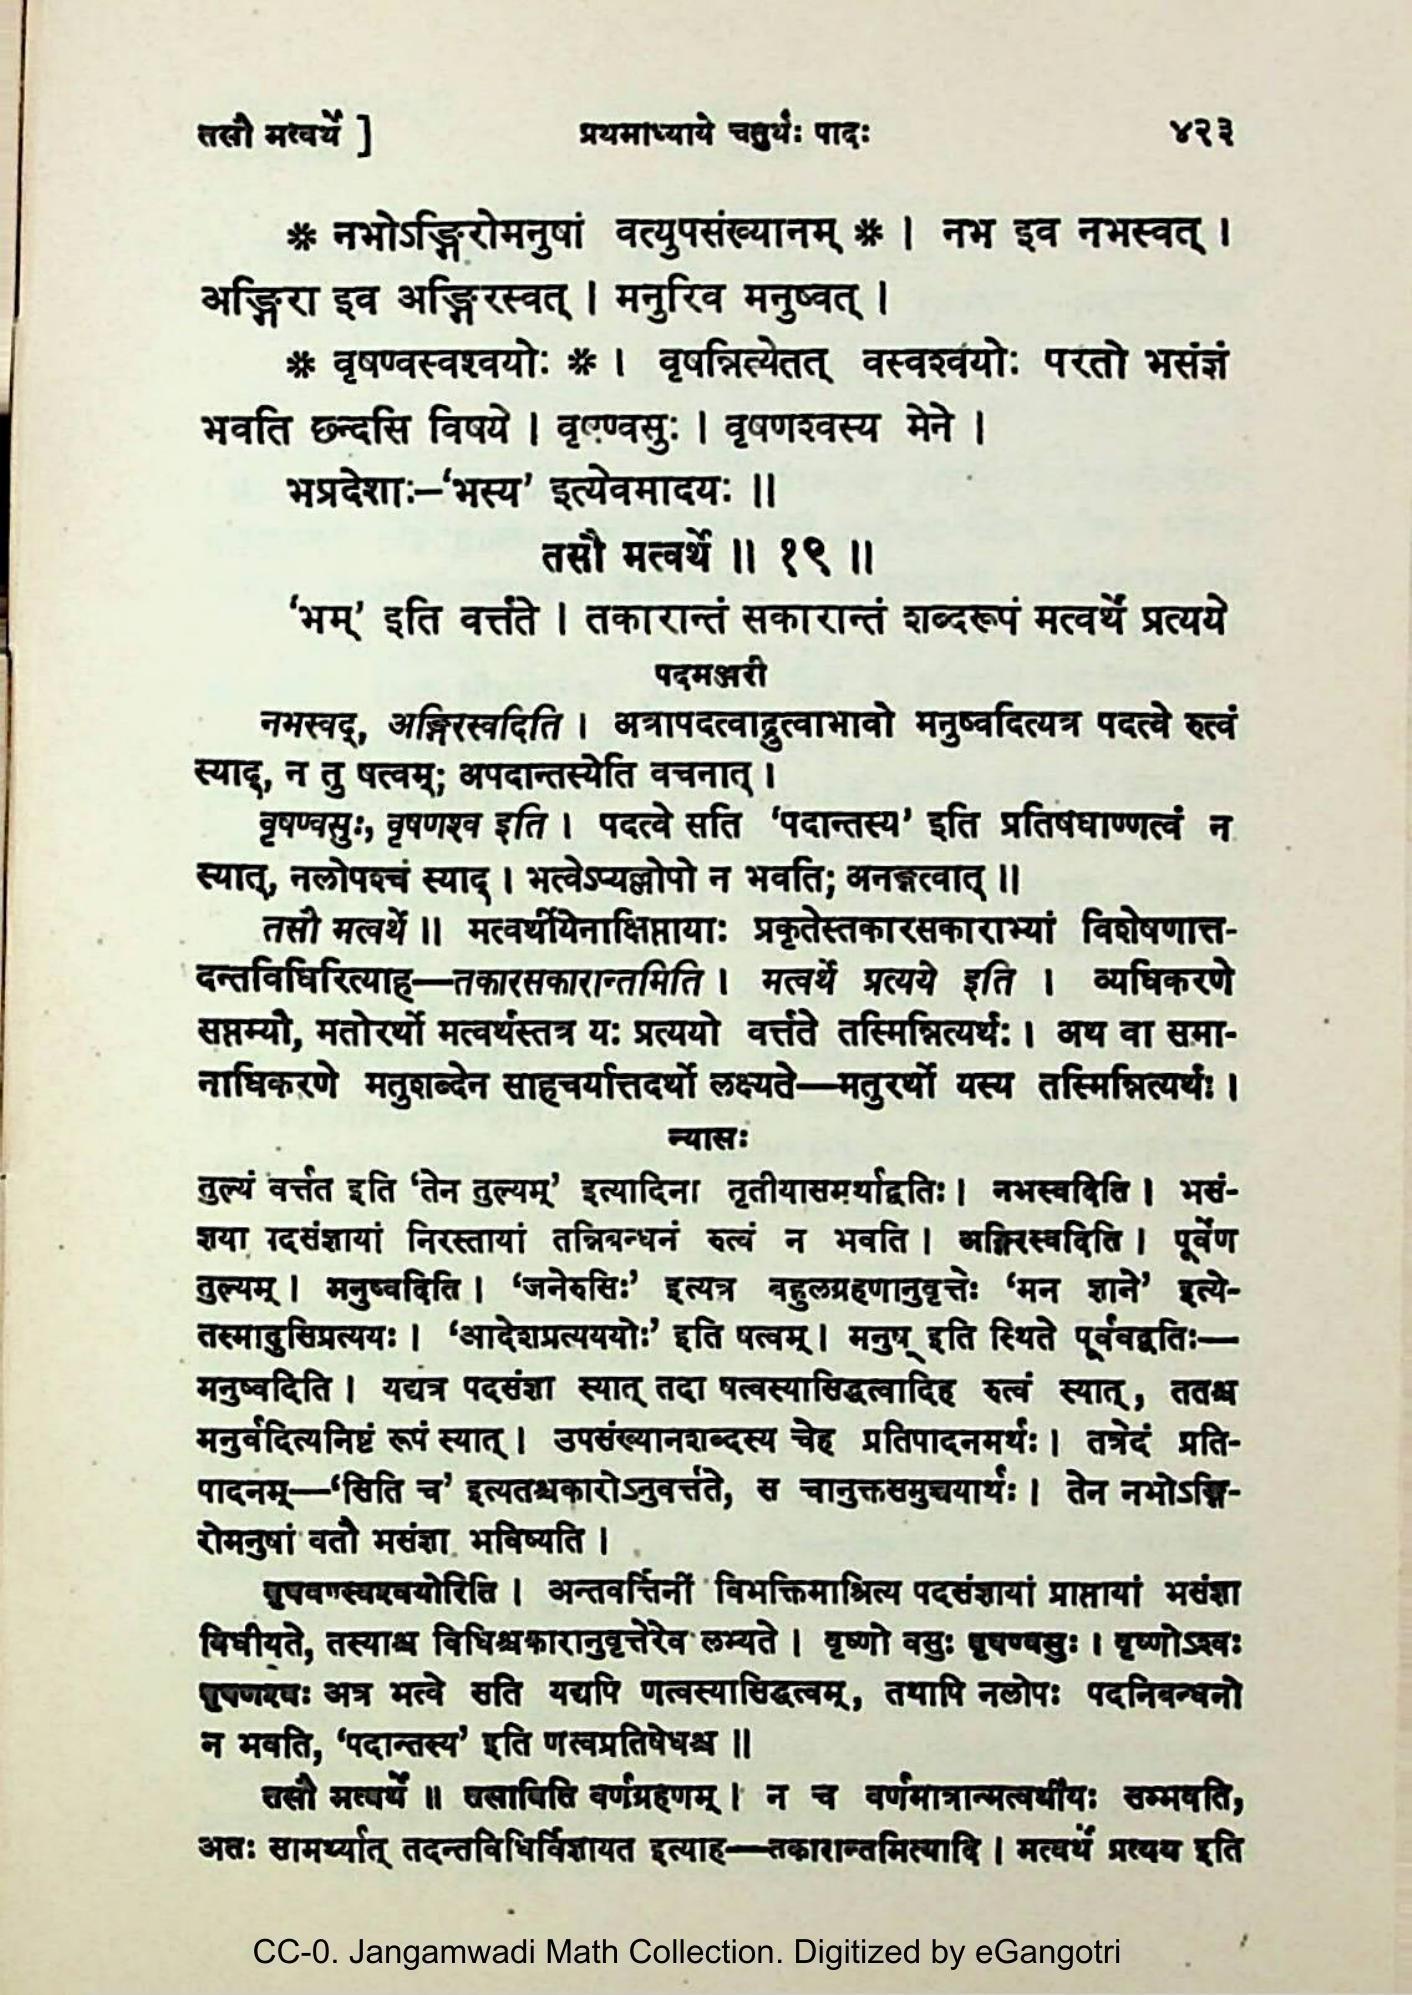 तसौ मत्वर्थे ] प्रथमाध्याये चतुर्थः पादः ४२३
❋ नभोऽङ्गिरोमनुषां वत्युपसंख्यानम् ❋ । नभ इव नभस्वत् ।
अङ्गिरा इव अङ्गिरस्वत् । मनुरिव मनुष्वत् ।
❋ वृषण्वस्वश्वयोः ❋ । वृषन्नित्येतत् वस्वश्वयोः परतो भसंज्ञं
भवति छन्दसि विषये । वृषण्वसुः । वृषणश्वस्य मेने ।
भप्रदेशाः—‘भस्य’ इत्येवमादयः ॥
तसौ मत्वर्थे ॥ १९ ॥
‘भम्’ इति वर्त्तते । तकारान्तं सकारान्तं शब्दरूपं मत्वर्थे प्रत्यये
पदमञ्जरी
नभस्वद्, अङ्गिरस्वदिति । अत्रापदत्वाद्रुत्वाभावो मनुष्वदित्यत्र पदत्वे रुत्वं
स्याद्, न तु षत्वम्; अपदान्तस्येति वचनात् ।
वृषण्वसुः, वृषणश्व इति । पदत्वे सति ‘पदान्तस्य’ इति प्रतिषेधाण्णत्वं न
स्यात्, नलोपश्च स्याद् । भत्वेऽप्यल्लोपो न भवति; अनङ्गत्वात् ॥
तसौ मत्वर्थे ॥ मत्वर्थीयेनाक्षिप्तायाः प्रकृतेस्तकारसकाराभ्यां विशेषणात्त-
दन्तविधिरित्याह—तकारसकारान्तमिति । मत्वर्थे प्रत्यये इति । व्यधिकरणे
सप्तम्यौ, मतोरर्थो मत्वर्थस्तत्र यः प्रत्ययो वर्त्तते तस्मिन्नित्यर्थः । अथ वा समा-
नाधिकरणे मतुशब्देन साहचर्यात्तदर्थो लक्ष्यते—मतुरर्थो यस्य तस्मिन्नित्यर्थः ।
न्यासः
तुल्यं वर्त्तत इति ‘तेन तुल्यम्’ इत्यादिना तृतीयासमर्थाद्वतिः । नभस्वदिति । भसं-
ज्ञया पदसंज्ञायां निरस्तायां तन्निबन्धनं रुत्वं न भवति । अङ्गिरस्वदिति । पूर्वेण
तुल्यम् । मनुष्वदिति । ‘जनेरुसिः’ इत्यत्र बहुलग्रहणानुवृत्तेः ‘मन ज्ञाने’ इत्ये-
तस्मादुसिप्रत्ययः । ‘आदेशप्रत्यययोः’ इति षत्वम् । मनुष् इति स्थिते पूर्ववद्वतिः—
मनुष्वदिति । यद्यत्र पदसंज्ञा स्यात् तदा षत्वस्यासिद्धत्वादिह रुत्वं स्यात्, ततश्च
मनुर्वदित्यनिष्टं रूपं स्यात् । उपसंख्यानशब्दस्य चेह प्रतिपादनमर्थः । तत्रेदं प्रति-
पादनम्—‘सिति च’ इत्यतश्चकारोऽनुवर्त्तते, स चानुक्तसमुच्चयार्थः । तेन नभोऽङ्गि-
रोमनुषां वतौ भसंज्ञा भविष्यति ।
अन्तवर्त्तिनीं विभक्तिमाश्रित्य पदसंज्ञायां प्राप्तायां भसंज्ञा
विधीयते, तस्याश्च विधिश्चकारानुवृत्तेरेव लभ्यते । वृष्णो वसुः वृषण्वसुः । वृष्णोऽश्वः
वृषणश्वः अत्र भत्वे सति यद्यपि णत्वस्यासिद्धत्वम्, तथापि नलोपः पदनिबन्धनो
न भवति, ‘पदान्तस्य’ इति णत्वप्रतिषेधश्च ॥
तसौ मत्वर्थे ॥ तसाविति वर्णग्रहणम् । न च वर्णमात्रान्मत्वर्थीयः सम्भवति,
अतः सामर्थ्यात् तदन्तविधिर्विज्ञायत इत्याह—तकारान्तमित्यादि । मत्वर्थे प्रत्यय इति
CC-0. Jangamwadi Math Collection. Digitized by eGangotri